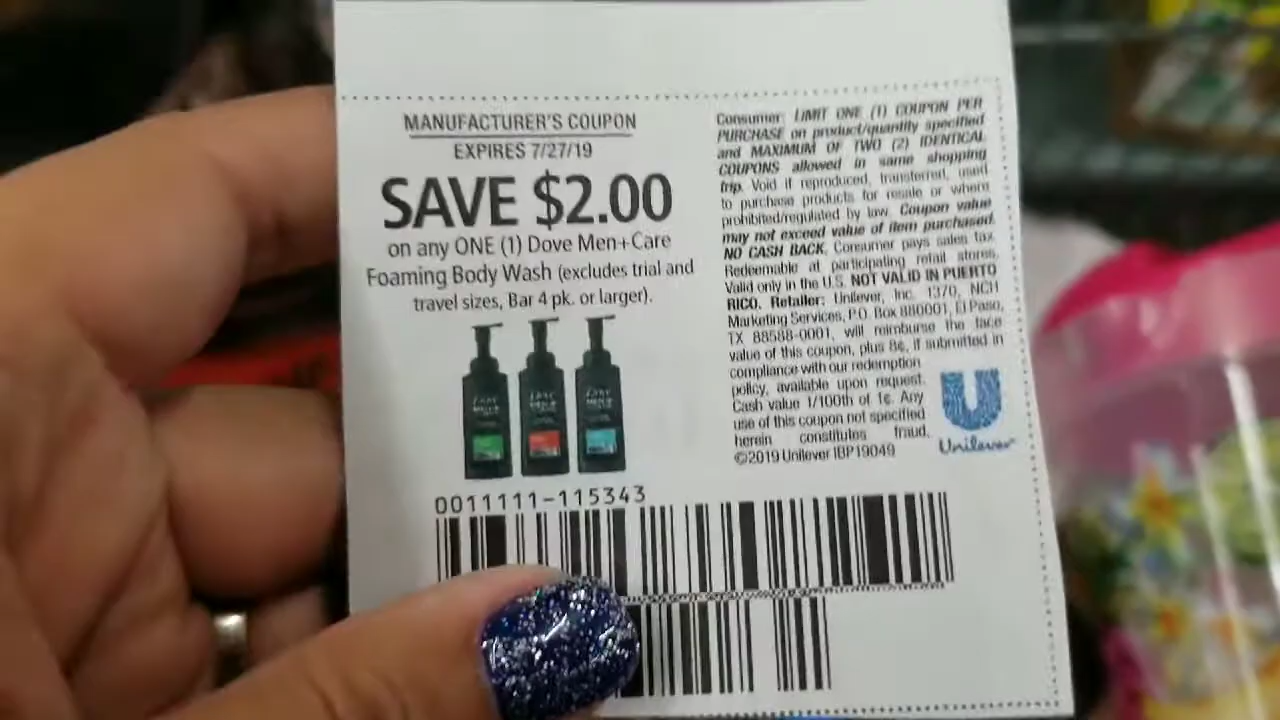 MANUFACTURER'S COUPON
EXPIRES 7/27/19
SAVE $2.00
on any ONE (1) Dove Men+Care
Foaming Body Wash (excludes trial and
travel sizes, Bar 4 pk. or larger).
0011111-115343
Consumer: LIMIT ONE (1) COUPON PER
PURCHASE on product/quantity specified
and MAXIMUM OF TWO (2) IDENTICAL
COUPONS allowed in same shopping
trip. Void if reproduced, transferred, used
to purchase products for resale or where
prohibited/regulated by law. Coupon value
may not exceed value of item purchased.
NO CASH BACK. Consumer pays sales tax.
Redeemable at participating retail stores.
Valid only in the U.S. NOT VALID IN PUERTO
RICO. Retailer: Unilever, Inc. 1370, NCH
Marketing Services, P.O. Box 880001, El Paso,
TX 88588-0001, will reimburse the face
value of this coupon, plus 8¢, if submitted in
compliance with our redemption
policy, available upon request.
Cash value 1/100th of 1¢. Any
use of this coupon not specified
herein constitutes fraud.
©2019 Unilever IBP19049
Unilever